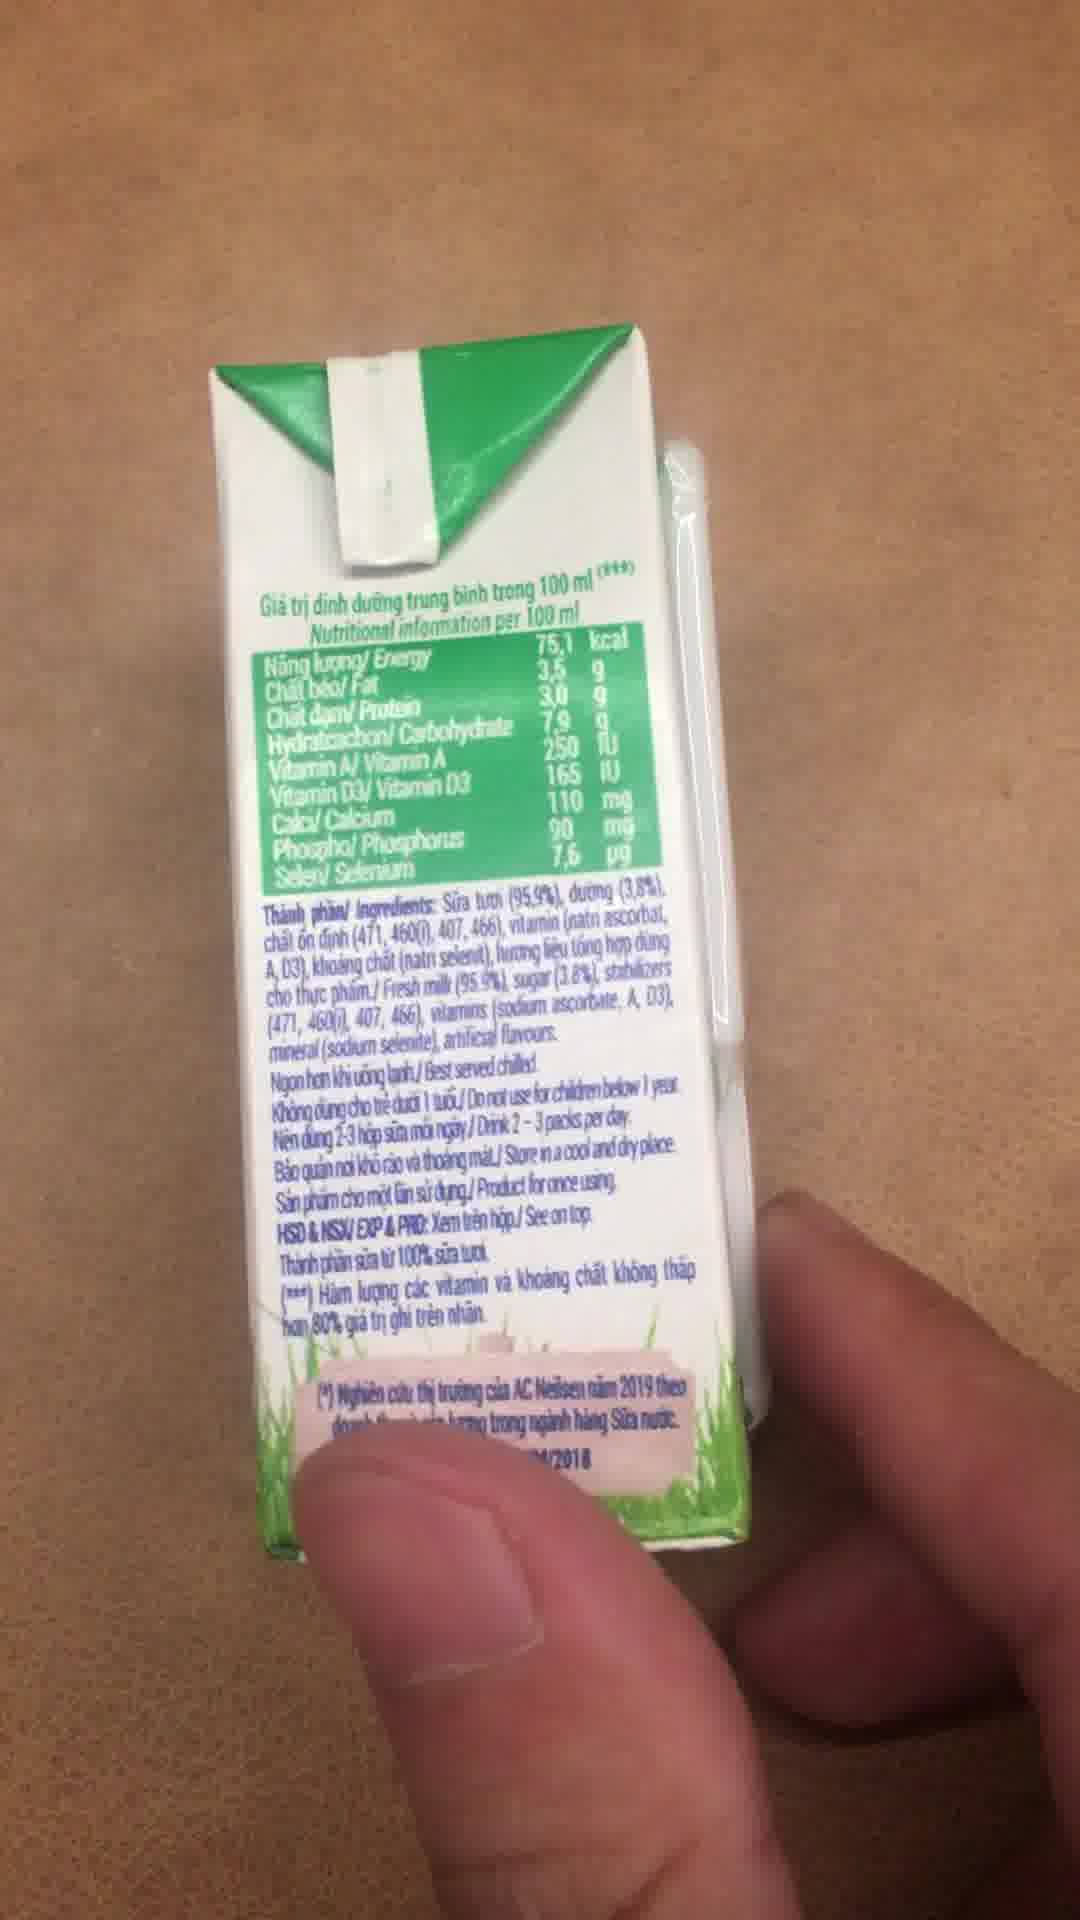 Giá trị dinh dưỡng trung bình trong 100 ml (***)
Nutritional information per 100 ml
Năng lượng/ Energy 75,1 kcal
Chất béo/ Fat 3,5 g
Chất đạm/ Protein 3,0 g
Hydratcacbon/ Carbohydrate 7,9 g
Vitamin A/ Vitamin A 250 IU
Vitamin D3/ Vitamin D3 165 IU
Calci/ Calcium 110 mg
Phospho/ Phosphorus 90 mg
Selen/ Selenium 7,6 µg
Thành phần/ Ingredients: Sữa tươi (95,9%), đường (3,8%),
chất ổn định (471, 460(i), 407, 466), vitamin (natri ascorbat,
A, D3), khoáng chất (natri selenit), hương liệu tổng hợp dùng
cho thực phẩm./ Fresh milk (95.9%), sugar (3.8%), stabilizers
(471, 460(i), 407, 466), vitamins (sodium ascorbate, A, D3),
mineral (sodium selenite), artificial flavours.
Ngon hơn khi uống lạnh./ Best served chilled.
Không dùng cho trẻ dưới 1 tuổi./ Do not use for children below 1 year.
Nên dùng 2-3 hộp sữa mỗi ngày./ Drink 2 - 3 packs per day.
Bảo quản nơi khô ráo và thoáng mát./ Store in a cool and dry place.
Sản phẩm cho một lần sử dụng./ Product for once using.
HSD & NSX/ EXP & PRD: Xem trên hộp./ See on top.
Thành phần sữa từ 100% sữa tươi.
(***) Hàm lượng các vitamin và khoáng chất không thấp
hơn 80% giá trị ghi trên nhãn.
(*) Nghiên cứu thị trường của AC Neilsen năm 2019 theo
lượng trong ngành hàng Sữa nước.
/2018